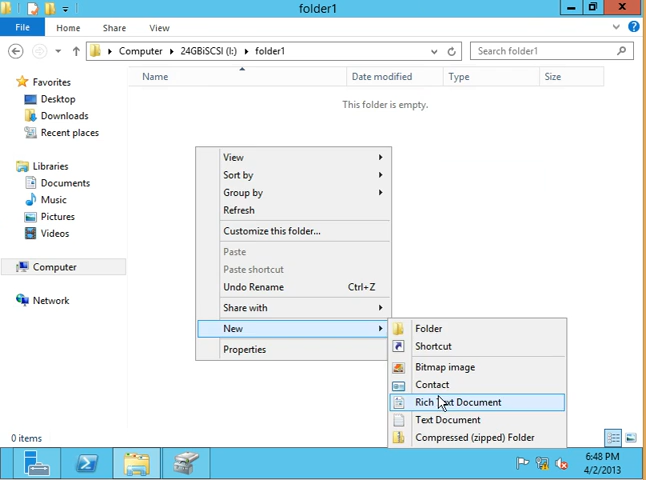 folder1
File
Home
Share
View
Computer
24GBiSCSI (I:)
folder1
Search folder1
Favorites
Desktop
Downloads
Recent places
Libraries
Documents
Music
Pictures
Videos
Computer
Network
Name
Date modified
Type
Size
This folder is empty.
View
Sort by
Group by
Refresh
Customize this folder...
Paste
Paste shortcut
Undo Rename Ctrl+Z
Share with
New
Properties
Folder
Shortcut
Bitmap image
Contact
Rich Text Document
Text Document
Compressed (zipped) Folder
0 items
6:48 PM
4/2/2013